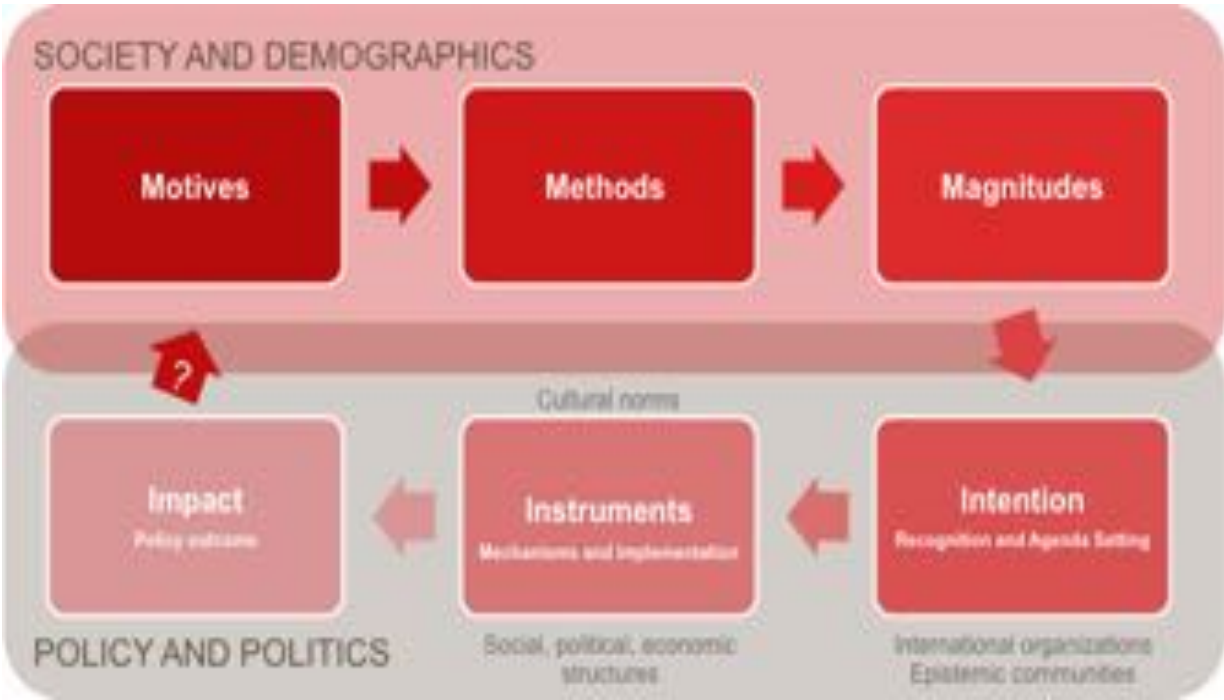 SOCIETY AND DEMOGRAPHICS
Motives
Methods
Magnitudes
?
Cultural norms
Impact
Policy outcome
Instruments
Mechanisms and Implementation
Intention
Recognition and Agenda Setting
POLICY AND POLITICS
Social, political, economic
structures
International organizations
Epistemic communities